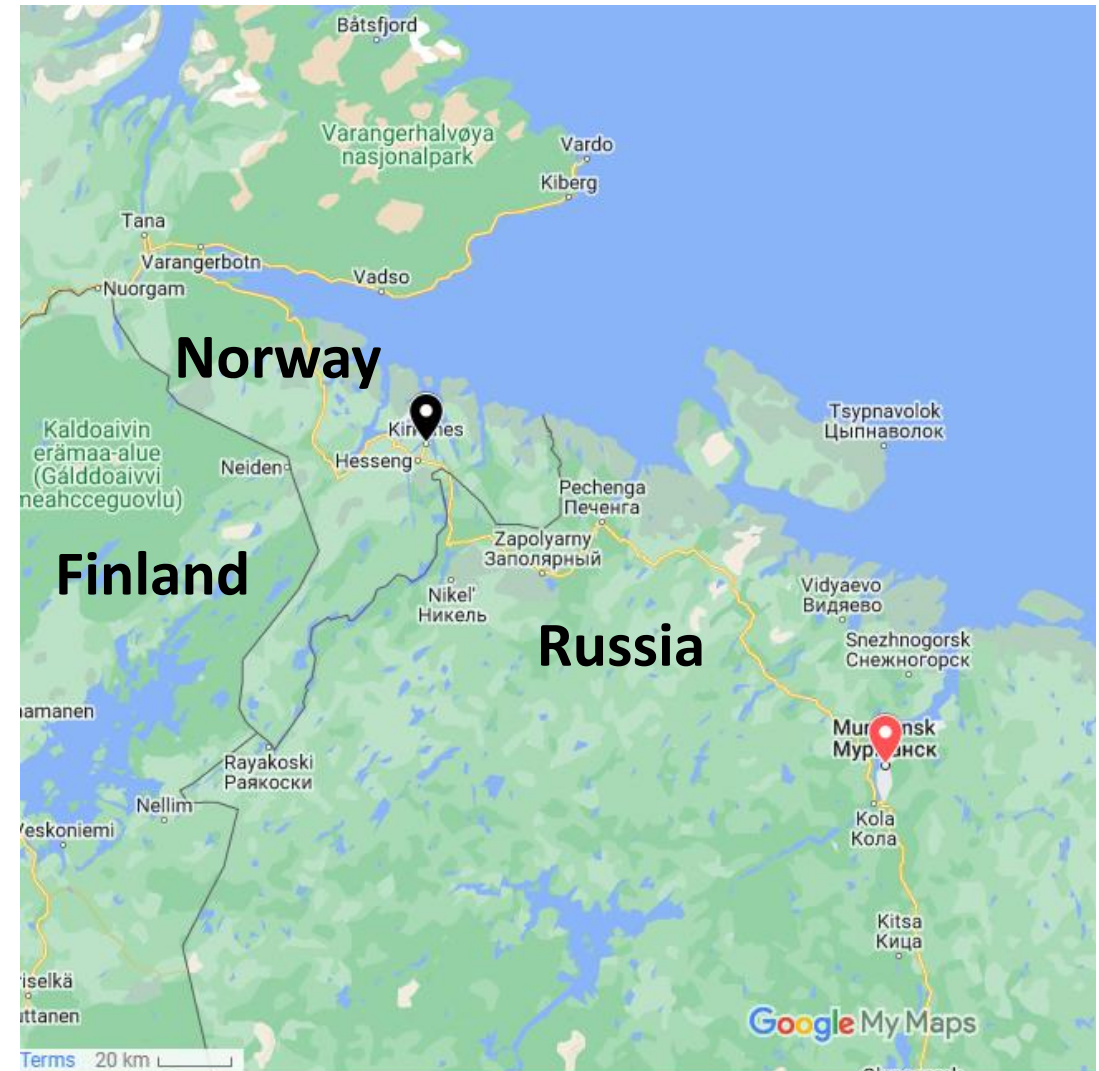 Båtsfjord
Varangerhalvøya
nasjonalpark
Vardo
Kiberg
Tana
Varangerbotn
Vadso
Nuorgam
Norway
Kaldoaivin
erämaa-alue
(Gálddoaivvi
meahcceguovlu)
Neiden
Hesseng
Tsypnavolok
Цыпнаволок
Pechenga
Печенга
Zapolyarny
Заполярный
Finland
Nikel'
Никель
Russia
Vidyaevo
Видяево
Snezhnogorsk
Снежногорск
Rayakoski
Раякоски
Nellim
Kola
Кола
Kitsa
Кица
Google My Maps
Terms 20 km